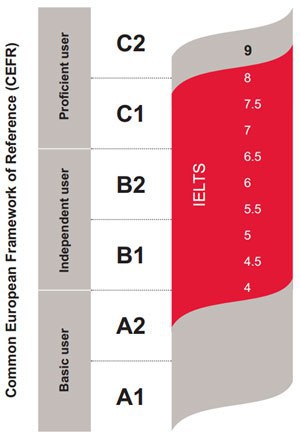 Common European Framework of Reference (CEFR)
Proficient user
Independent user
Basic user
C2
C1
B2
B1
A2
A1
IELTS
9
8
7.5
7
6.5
6
5.5
5
4.5
4